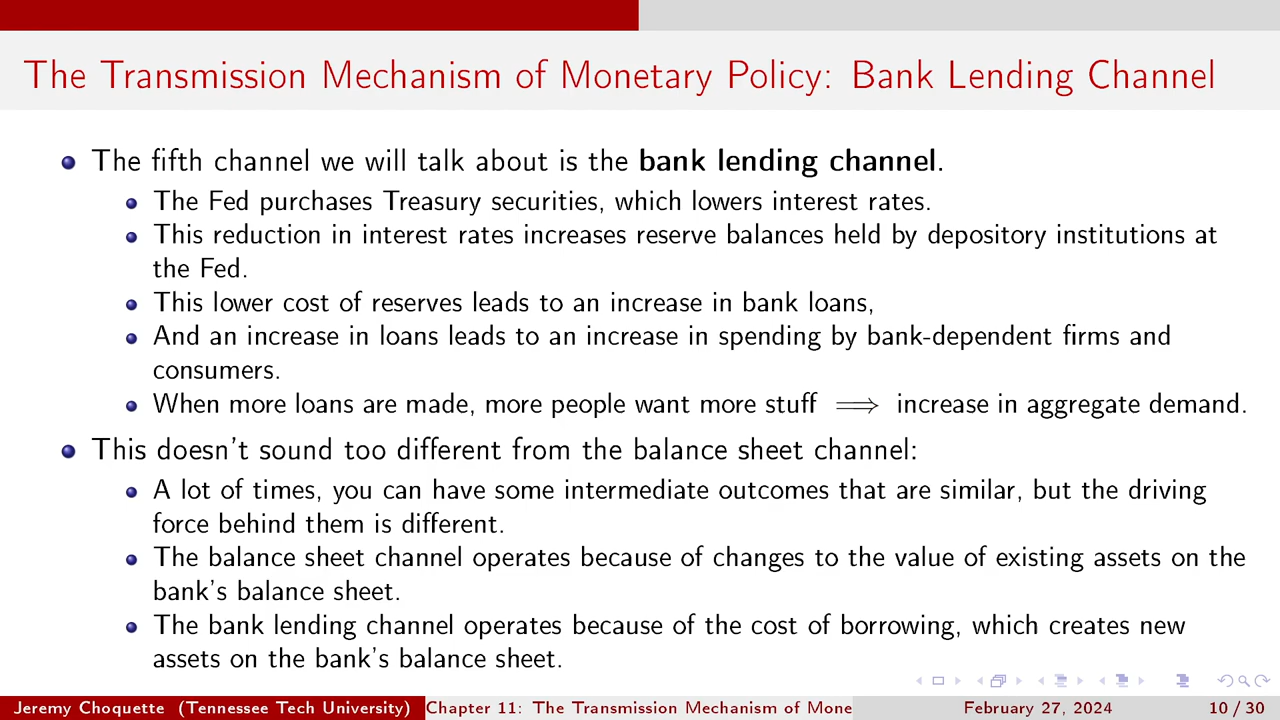 The Transmission Mechanism of Monetary Policy: Bank Lending Channel
The fifth channel we will talk about is the bank lending channel.
The Fed purchases Treasury securities, which lowers interest rates.
This reduction in interest rates increases reserve balances held by depository institutions at
the Fed.
This lower cost of reserves leads to an increase in bank loans,
And an increase in loans leads to an increase in spending by bank-dependent firms and
consumers.
When more loans are made, more people want more stuff ⟹ increase in aggregate demand.
This doesn't sound too different from the balance sheet channel:
A lot of times, you can have some intermediate outcomes that are similar, but the driving
force behind them is different.
The balance sheet channel operates because of changes to the value of existing assets on the
bank's balance sheet.
The bank lending channel operates because of the cost of borrowing, which creates new
assets on the bank's balance sheet.
Jeremy Choquette (Tennessee Tech University) Chapter 11: The Transmission Mechanism of Mone February 27, 2024 10 / 30